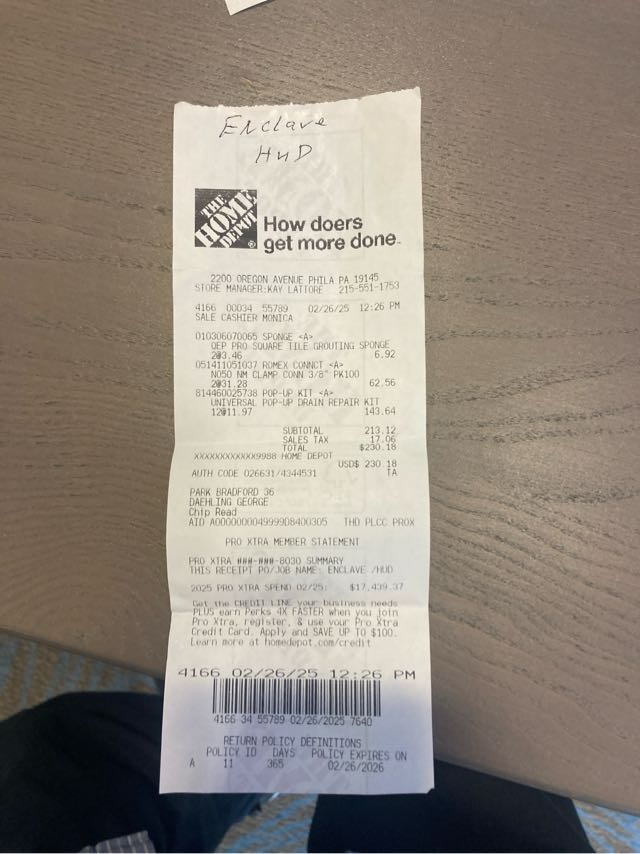 Enclave
HUD
THE
HOME
DEPOT
How doers
get more done.
2200 OREGON AVENUE PHILA PA 19145
STORE MANAGER:KAY LATTORE 215-551-1753
4166 00034 55789 02/26/25 12:26 PM
SALE CASHIER MONICA
010306070065 SPONGE <A>
QEP PRO SQUARE TILE GROUTING SPONGE
2@3.46 6.92
051411051037 ROMEX CONNCT <A>
NO50 NM CLAMP CONN 3/8" PK100
2@31.28 62.56
814460025738 POP-UP KIT <A>
UNIVERSAL POP-UP DRAIN REPAIR KIT
12@11.97 143.64
SUBTOTAL 213.12
SALES TAX 17.06
TOTAL $230.18
XXXXXXXXXXXX9988 HOME DEPOT
USD$ 230.18
AUTH CODE 026631/4344531 TA
PARK BRADFORD 36
DAEHLING GEORGE
Chip Read
AID A000000004999908400305 THD PLCC PROX
PRO XTRA MEMBER STATEMENT
PRO XTRA ###-###-8030 SUMMARY
THIS RECEIPT PO/JOB NAME: ENCLAVE /HUD
2025 PRO XTRA SPEND 02/25: $17,439.37
Get the CREDIT LINE your business needs
PLUS earn Perks 4X FASTER when you join
Pro Xtra, register, & use your Pro Xtra
Credit Card. Apply and SAVE UP TO $100.
Learn more at homedepot.com/credit
4166 02/26/25 12:26 PM
4166 34 55789 02/26/2025 7640
RETURN POLICY DEFINITIONS
POLICY ID DAYS POLICY EXPIRES ON
A 11 365 02/26/2026